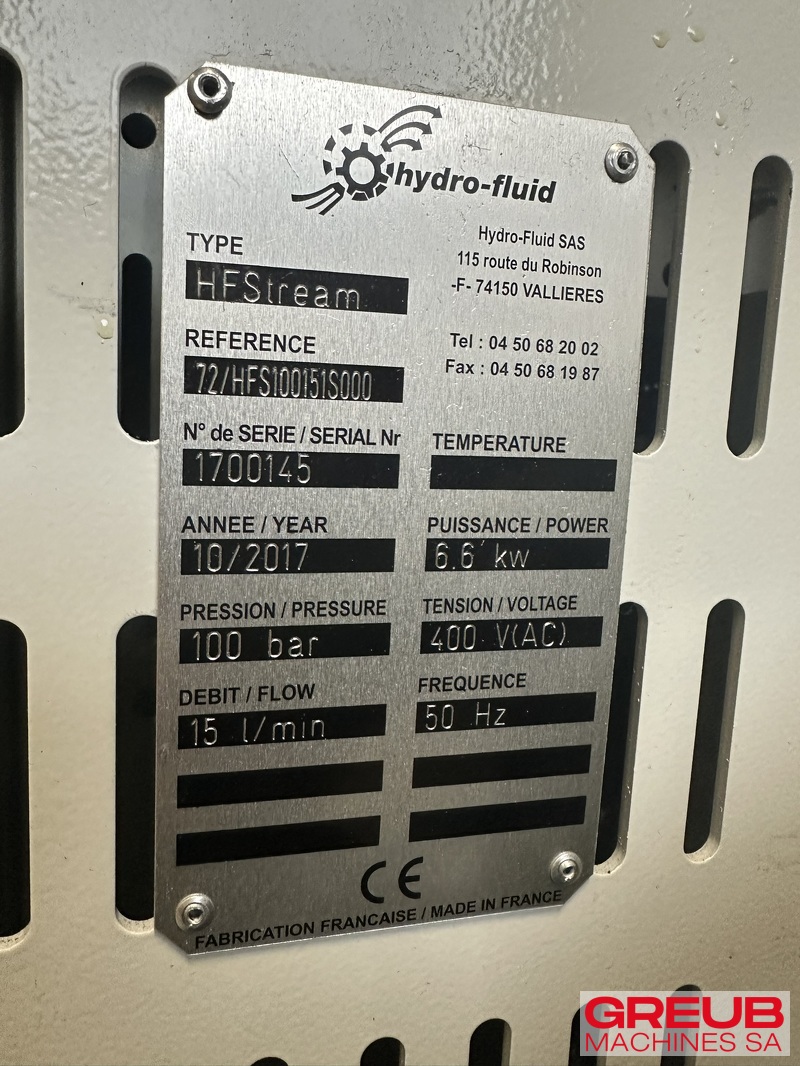 hydro-fluid
Hydro-Fluid SAS
115 route du Robinson
-F- 74150 VALLIERES
Tel : 04 50 68 20 02
Fax : 04 50 68 19 87
TYPE
HFStream
REFERENCE
72/HFS100151S000
N° de SERIE / SERIAL Nr
1700145
TEMPERATURE
ANNEE / YEAR
10/2017
PUISSANCE / POWER
6.6 kw
PRESSION / PRESSURE
100 bar
TENSION / VOLTAGE
400 V(AC)
DEBIT / FLOW
15 l/min
FREQUENCE
50 Hz
CE
FABRICATION FRANCAISE / MADE IN FRANCE
GREUB
MACHINES SA